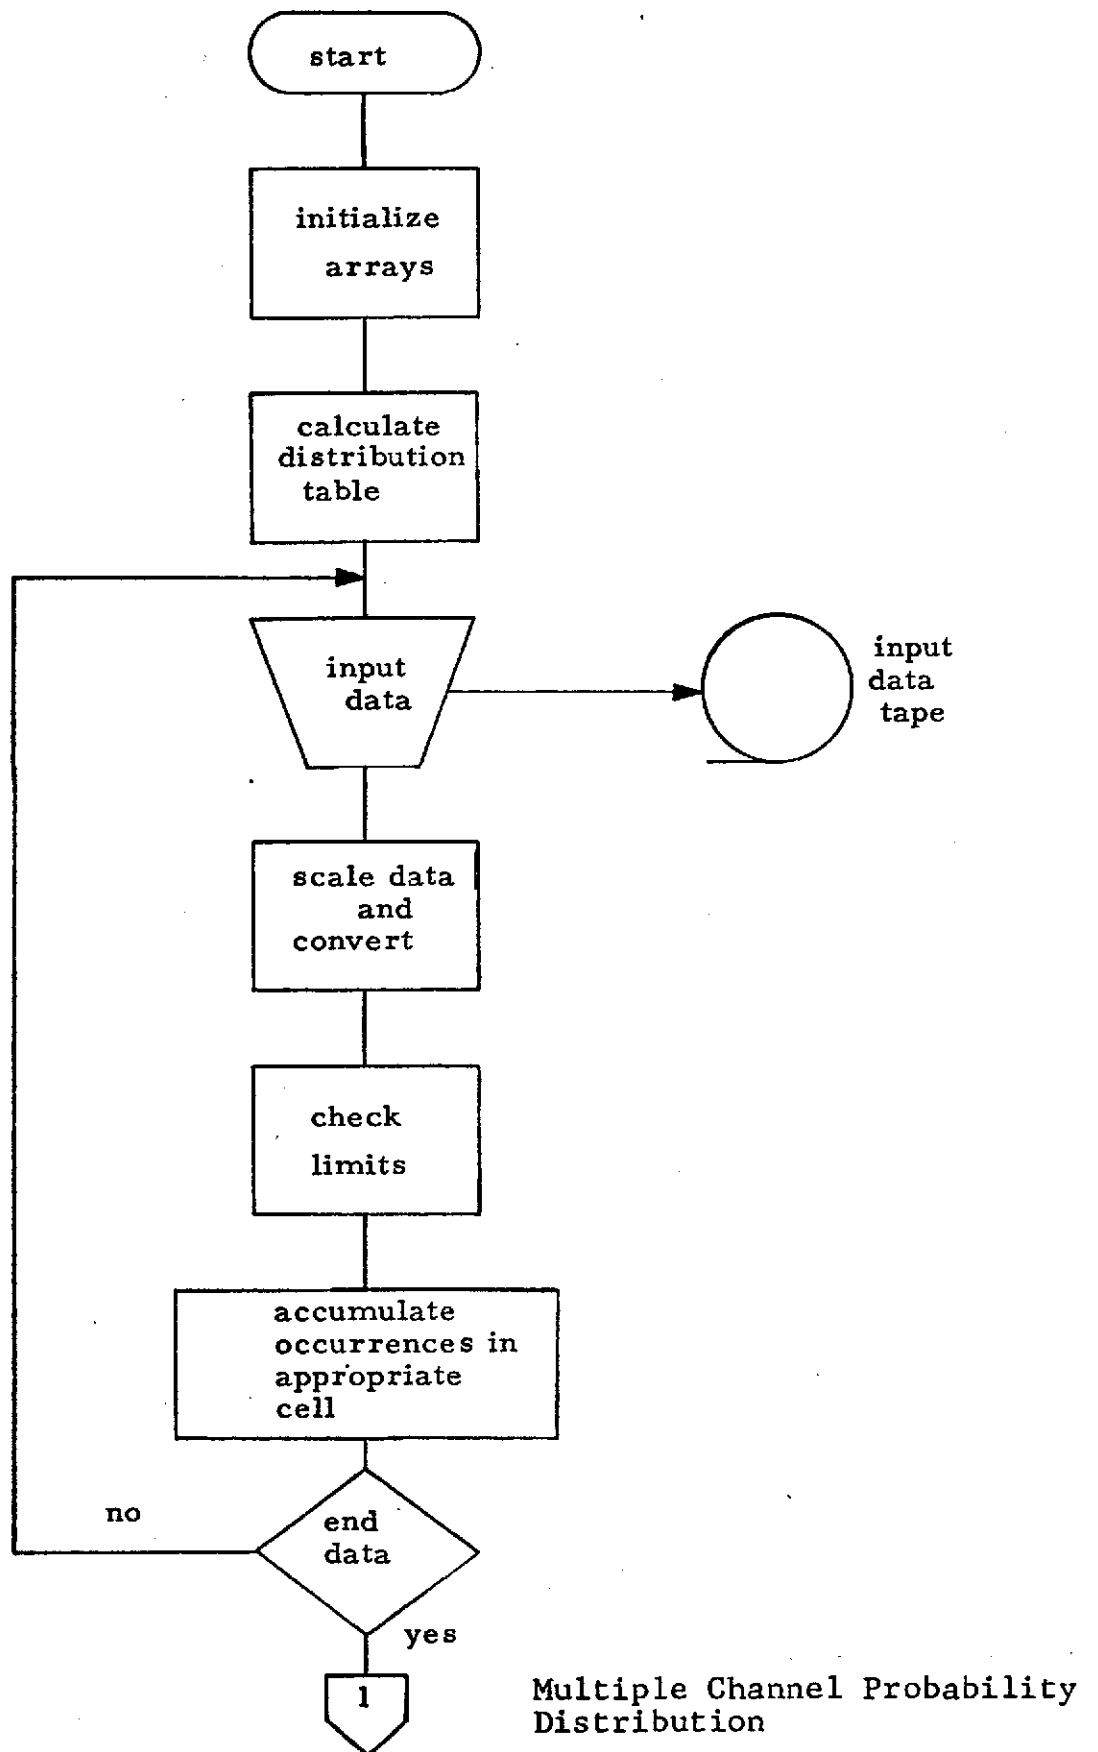 start
initialize
arrays
calculate
distribution
table
input
data
input
data
tape
scale data
and
convert
check
limits
accumulate
occurrences in
appropriate
cell
no
end
data
yes
1
Multiple Channel Probability
Distribution